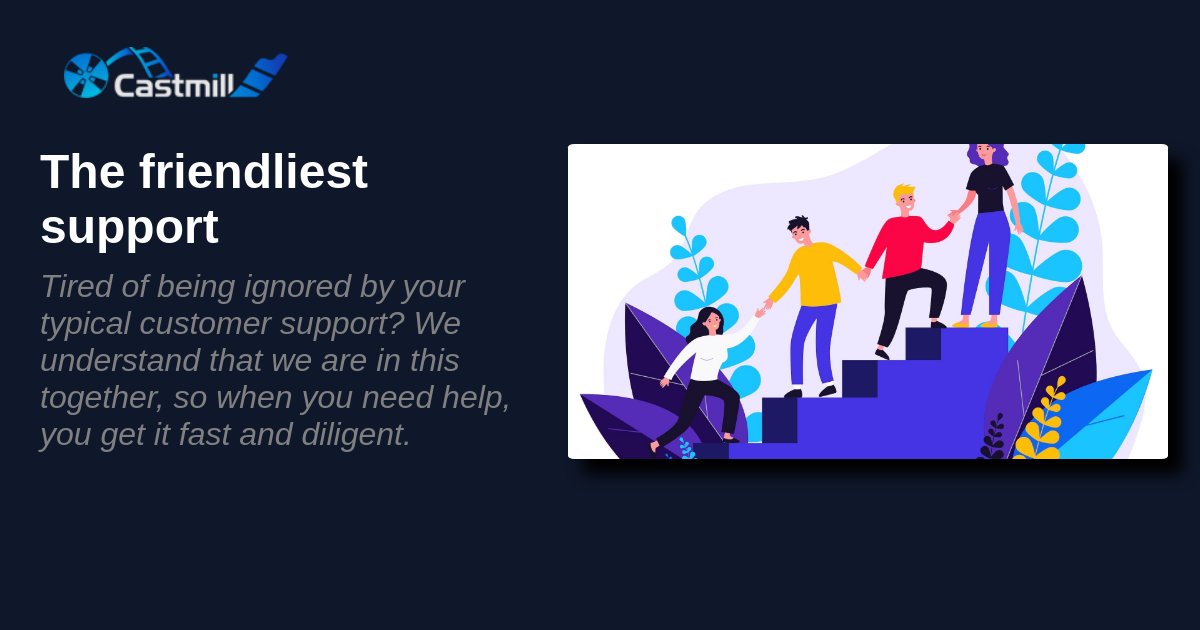 Castmill
The friendliest
support
Tired of being ignored by your
typical customer support? We
understand that we are in this
together, so when you need help,
you get it fast and diligent.